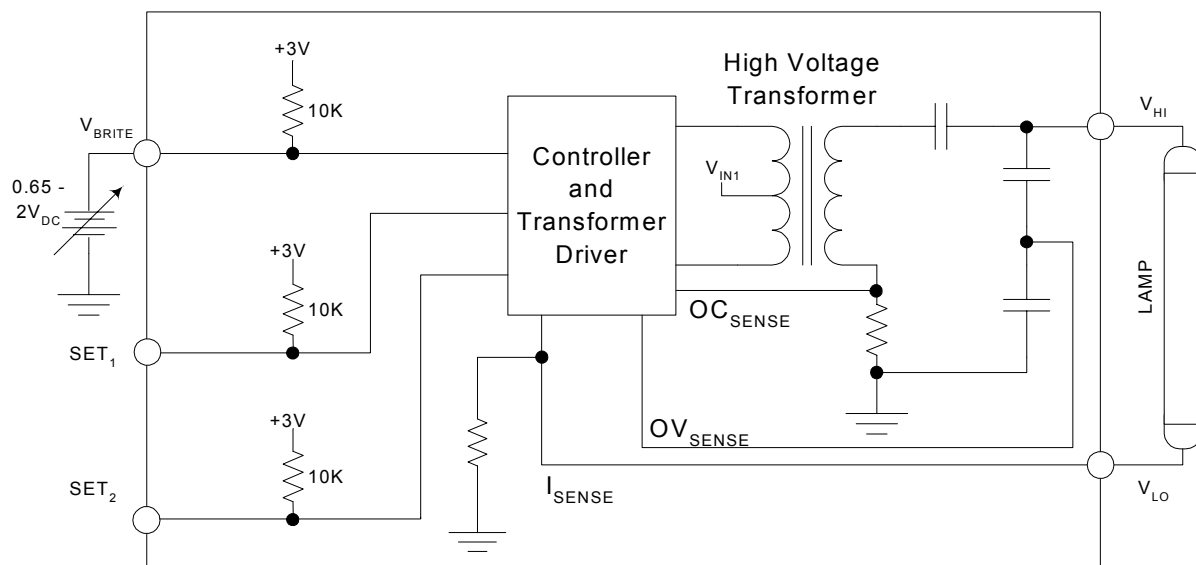 +3V
10K
V_BRITE
0.65 -
2V_DC
+3V
10K
SET_1
+3V
10K
SET_2
Controller
and
Transformer
Driver
High Voltage
Transformer
V_IN1
OC_SENSE
OV_SENSE
I_SENSE
V_HI
LAMP
V_LO